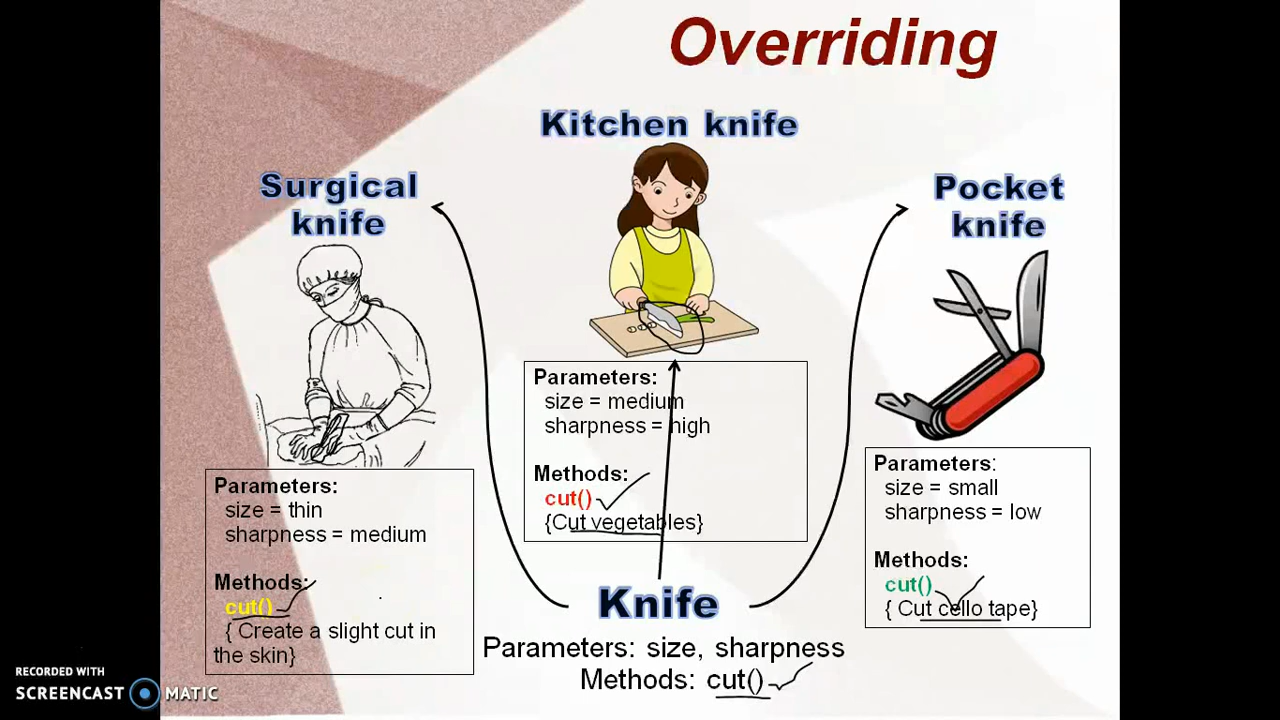 Overriding
Kitchen knife
Surgical
knife
Pocket
knife
Parameters:
size = medium
sharpness = high
Methods:
cut()
{Cut vegetables}
Parameters:
size = small
sharpness = low
Methods:
cut()
{ Cut cello tape}
Parameters:
size = thin
sharpness = medium
Methods:
cut()
{ Create a slight cut in
the skin}
Knife
Parameters: size, sharpness
Methods: cut()
RECORDED WITH
SCREENCAST MATIC